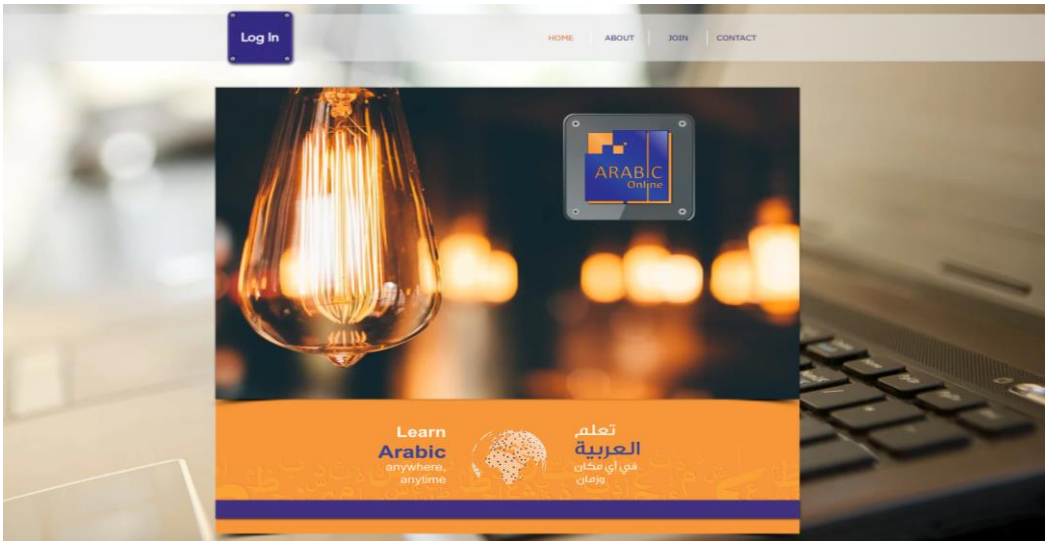 Log In
HOME
ABOUT
JOIN
CONTACT
ARABIC
Online
Learn
Arabic
anywhere,
anytime
تعلم
العربية
في أي مكان
وزمان